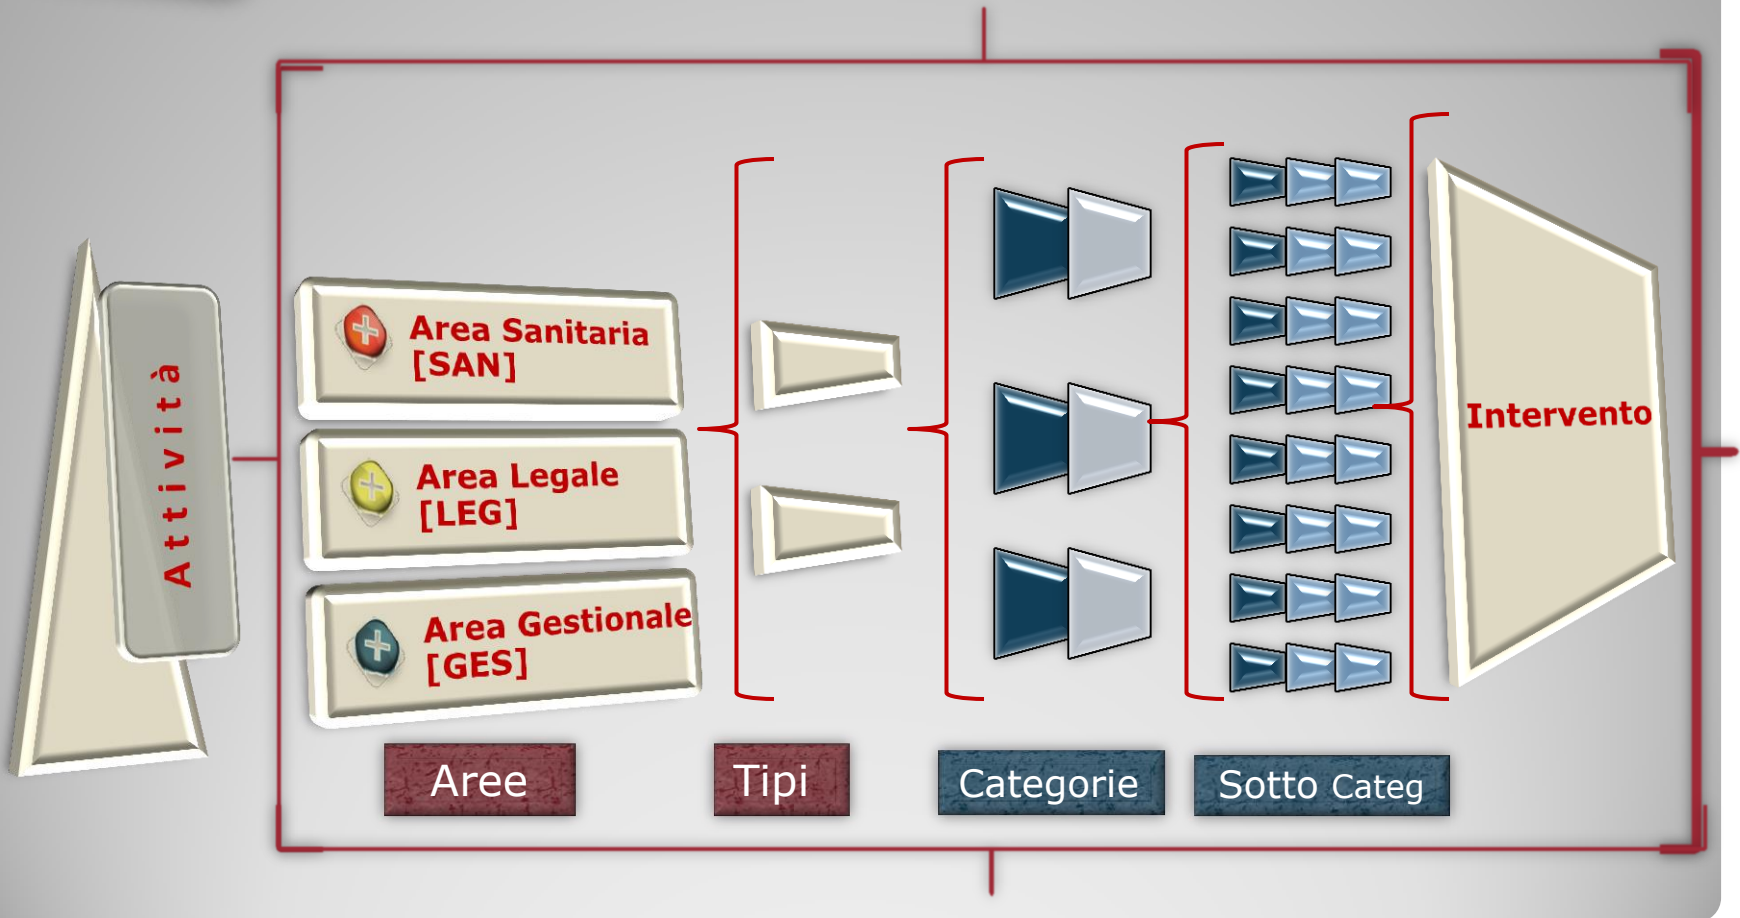 Attività
Area Sanitaria
[SAN]
Area Legale
[LEG]
Area Gestionale
[GES]
Intervento
Aree
Tipi
Categorie
Sotto Categ